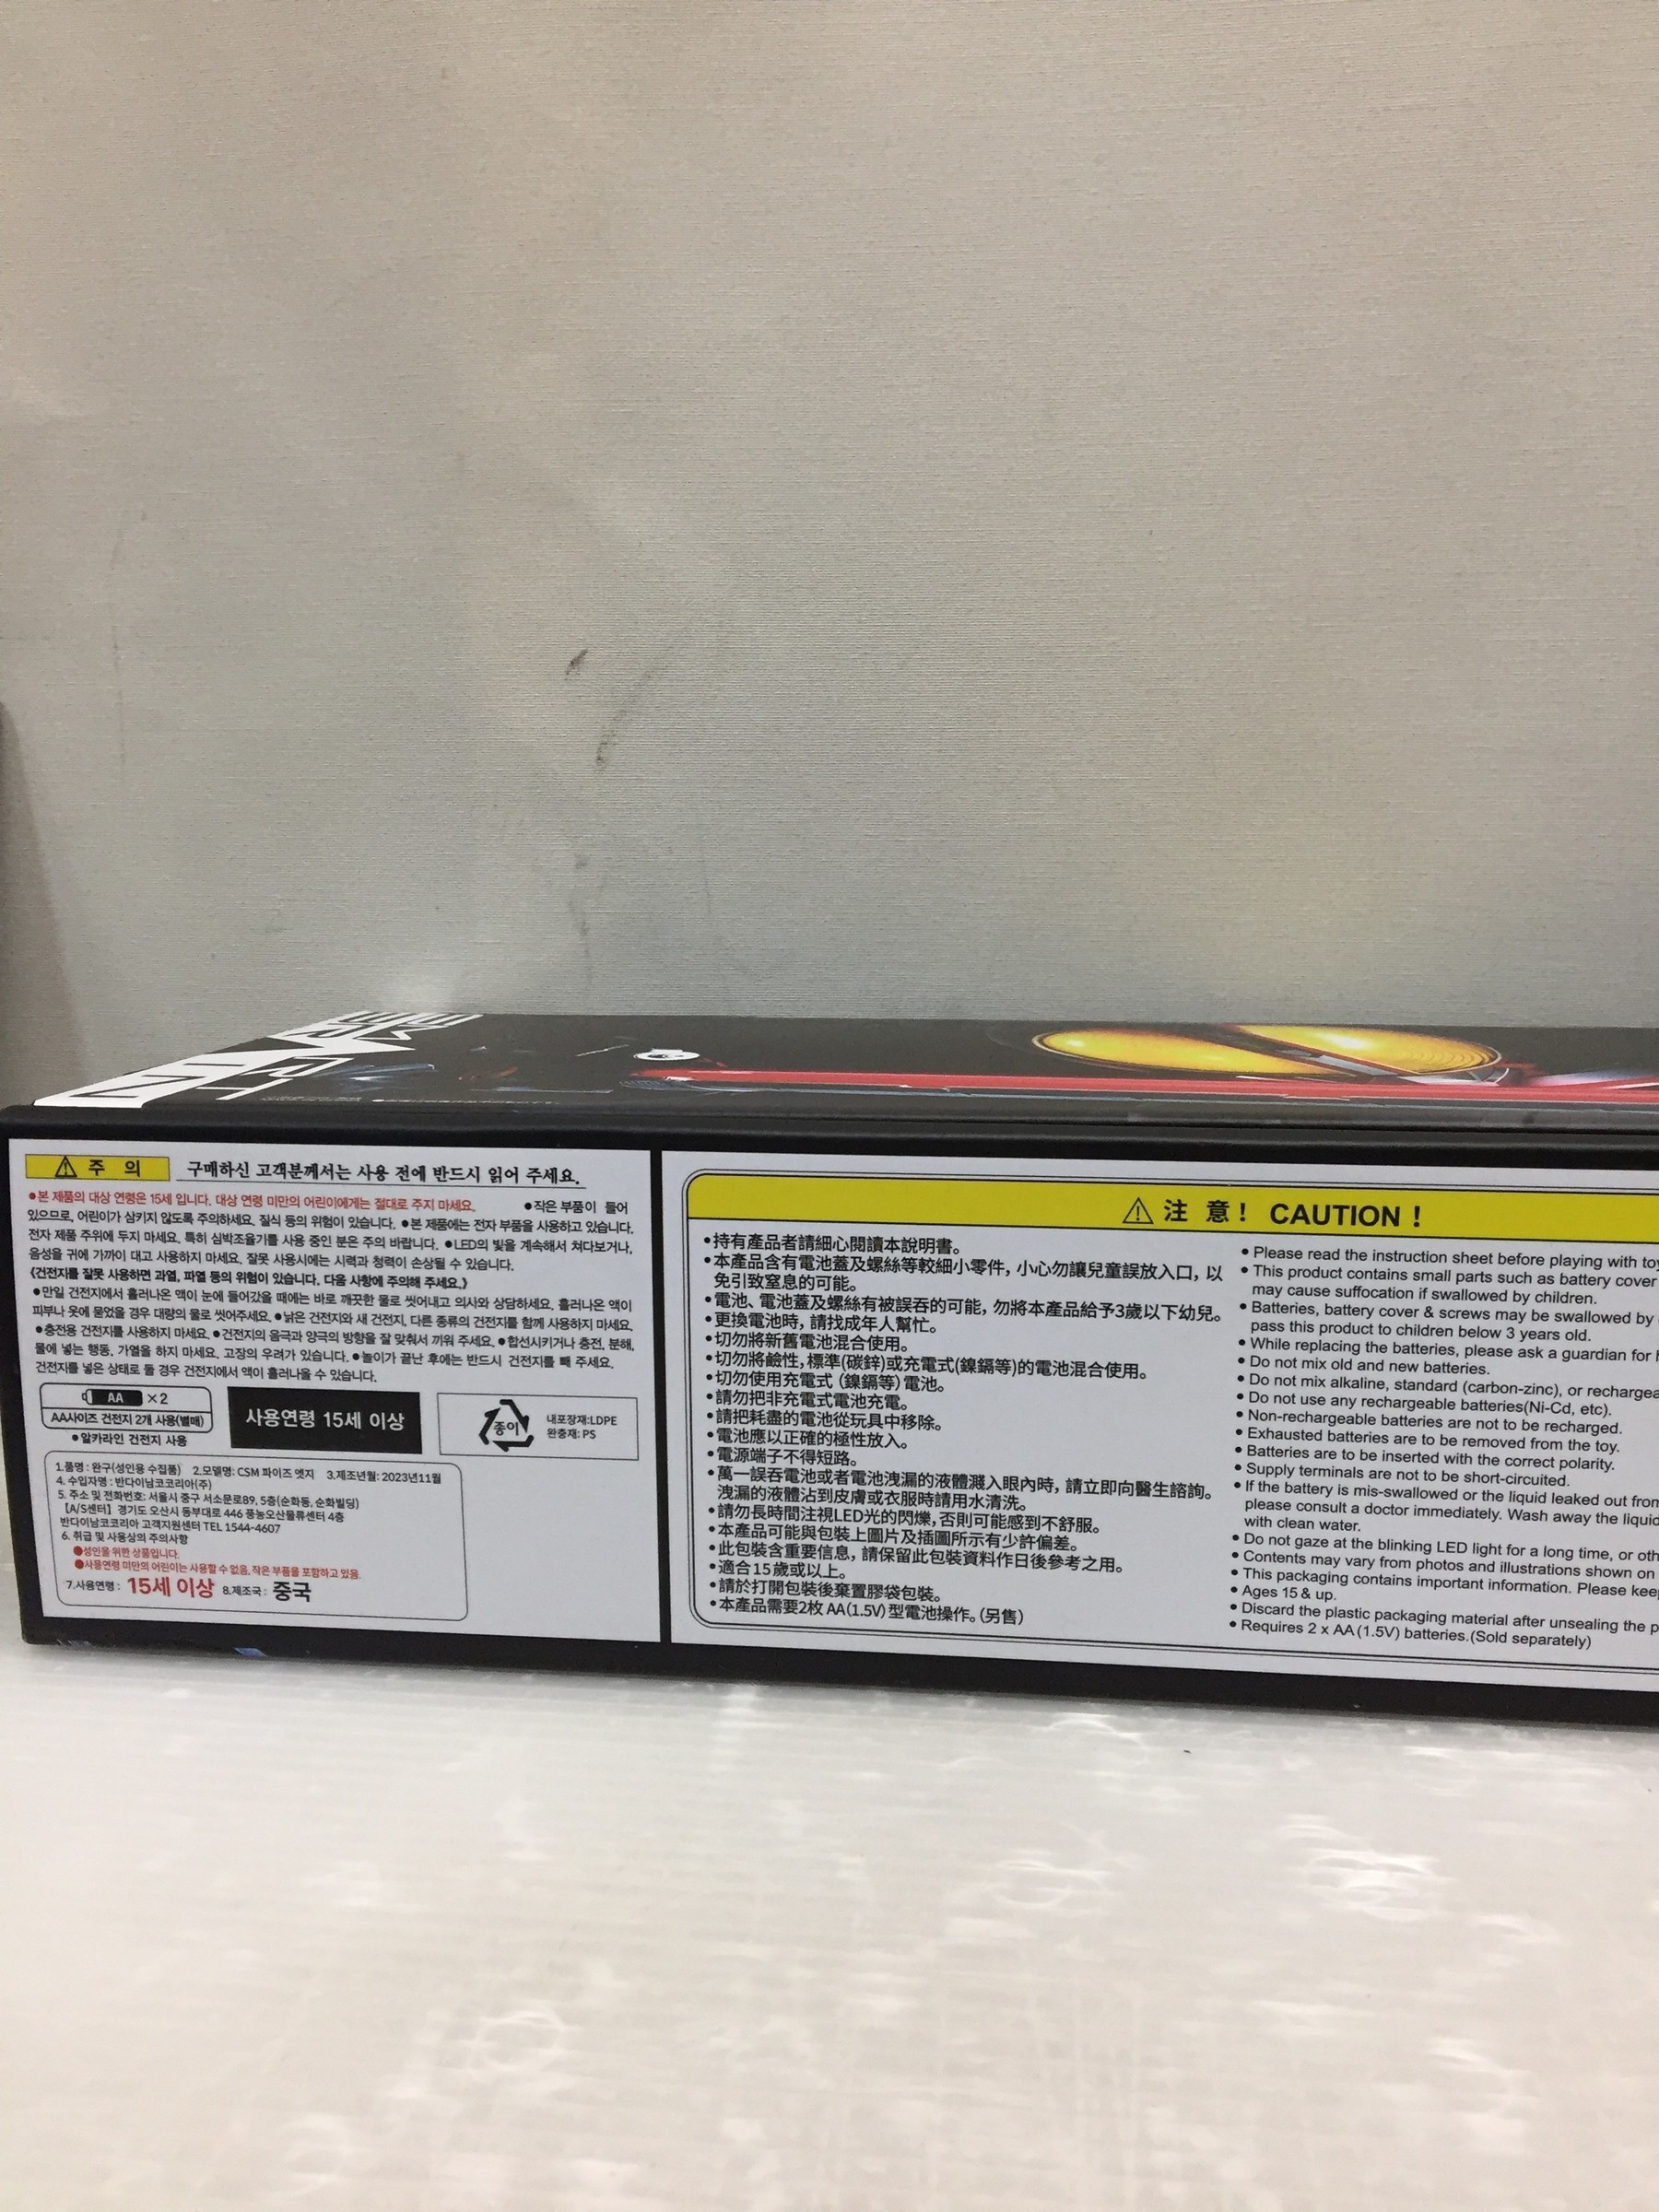 주 의 구매하신 고객분께서는 사용 전에 반드시 읽어 주세요.
●본 제품의 대상 연령은 15세 입니다. 대상 연령 미만의 어린이에게는 절대로 주지 마세요. ●작은 부품이 들어
있으므로, 어린이가 삼키지 않도록 주의하세요. 질식 등의 위험이 있습니다. ●본 제품에는 전자 부품을 사용하고 있습니다.
전자 제품 주위에 두지 마세요. 특히 심박조율기를 사용 중인 분은 주의 바랍니다. ●LED의 빛을 계속해서 쳐다보거나,
음성을 귀에 가까이 대고 사용하지 마세요. 잘못 사용시에는 시력과 청력이 손상될 수 있습니다.
《건전지를 잘못 사용하면 과열, 파열 등의 위험이 있습니다. 다음 사항에 주의해 주세요.》
●만일 건전지에서 흘러나온 액이 눈에 들어갔을 때에는 바로 깨끗한 물로 씻어내고 의사와 상담하세요. 흘러나온 액이
피부나 옷에 묻었을 경우 대량의 물로 씻어주세요. ●낡은 건전지와 새 건전지, 다른 종류의 건전지를 함께 사용하지 마세요.
●충전용 건전지를 사용하지 마세요. ●건전지의 음극과 양극의 방향을 잘 맞춰서 끼워 주세요. ●합선시키거나 충전, 분해,
물에 넣는 행동, 가열을 하지 마세요. 고장의 우려가 있습니다. ●놀이가 끝난 후에는 반드시 건전지를 빼 주세요.
건전지를 넣은 상태로 둘 경우 건전지에서 액이 흘러나올 수 있습니다.
AA ×2
AA사이즈 건전지 2개 사용(별매)
●알카라인 건전지 사용
사용연령 15세 이상
종이
내포장재:LDPE
완충재: PS
1.품명 : 완구(성인용 수집품) 2.모델명: CSM 파이즈 엣지 3.제조년월: 2023년11월
4. 수입자명 : 반다이남코코리아(주)
5. 주소 및 전화번호: 서울시 중구 서소문로89, 5층(순화동, 순화빌딩)
【A/S센터】 경기도 오산시 동부대로 446 풍농오산물류센터 4층
반다이남코코리아 고객지원센터 TEL 1544-4607
6. 취급 및 사용상의 주의사항
●성인을 위한 상품입니다.
●사용연령 미만의 어린이는 사용할 수 없음. 작은 부품을 포함하고 있음.
7.사용연령 : 15세 이상 8.제조국 : 중국
注 意! CAUTION !
•持有產品者請細心閱讀本說明書。
•本產品含有電池蓋及螺絲等較細小零件，小心勿讓兒童誤放入口，以
免引致窒息的可能。
•電池、電池蓋及螺絲有被誤吞的可能，勿將本產品給予3歲以下幼兒。
•更換電池時，請找成年人幫忙。
•切勿將新舊電池混合使用。
•切勿將鹼性，標準(碳鋅)或充電式(鎳鎘等)的電池混合使用。
•切勿使用充電式 (鎳鎘等) 電池。
•請勿把非充電式電池充電。
•請把耗盡的電池從玩具中移除。
•電池應以正確的極性放入。
•電源端子不得短路。
•萬一誤吞電池或者電池洩漏的液體濺入眼內時，請立即向醫生諮詢。
洩漏的液體沾到皮膚或衣服時請用水清洗。
•請勿長時間注視LED光的閃爍，否則可能感到不舒服。
•本產品可能與包裝上圖片及插圖所示有少許偏差。
•此包裝含重要信息，請保留此包裝資料作日後參考之用。
•適合15歲或以上。
•請於打開包裝後棄置膠袋包裝。
•本產品需要2枚 AA (1.5V) 型電池操作。(另售)
• Please read the instruction sheet before playing with toy
• This product contains small parts such as battery cover
may cause suffocation if swallowed by children.
• Batteries, battery cover & screws may be swallowed by
pass this product to children below 3 years old.
• While replacing the batteries, please ask a guardian for
• Do not mix old and new batteries.
• Do not mix alkaline, standard (carbon-zinc), or rechargea
• Do not use any rechargeable batteries(Ni-Cd, etc).
• Non-rechargeable batteries are not to be recharged.
• Exhausted batteries are to be removed from the toy.
• Batteries are to be inserted with the correct polarity.
• Supply terminals are not to be short-circuited.
• If the battery is mis-swallowed or the liquid leaked out from
please consult a doctor immediately. Wash away the liquid
with clean water.
• Do not gaze at the blinking LED light for a long time, or oth
• Contents may vary from photos and illustrations shown on
• This packaging contains important information. Please keep
• Ages 15 & up.
• Discard the plastic packaging material after unsealing the p
• Requires 2 x AA (1.5V) batteries.(Sold separately)